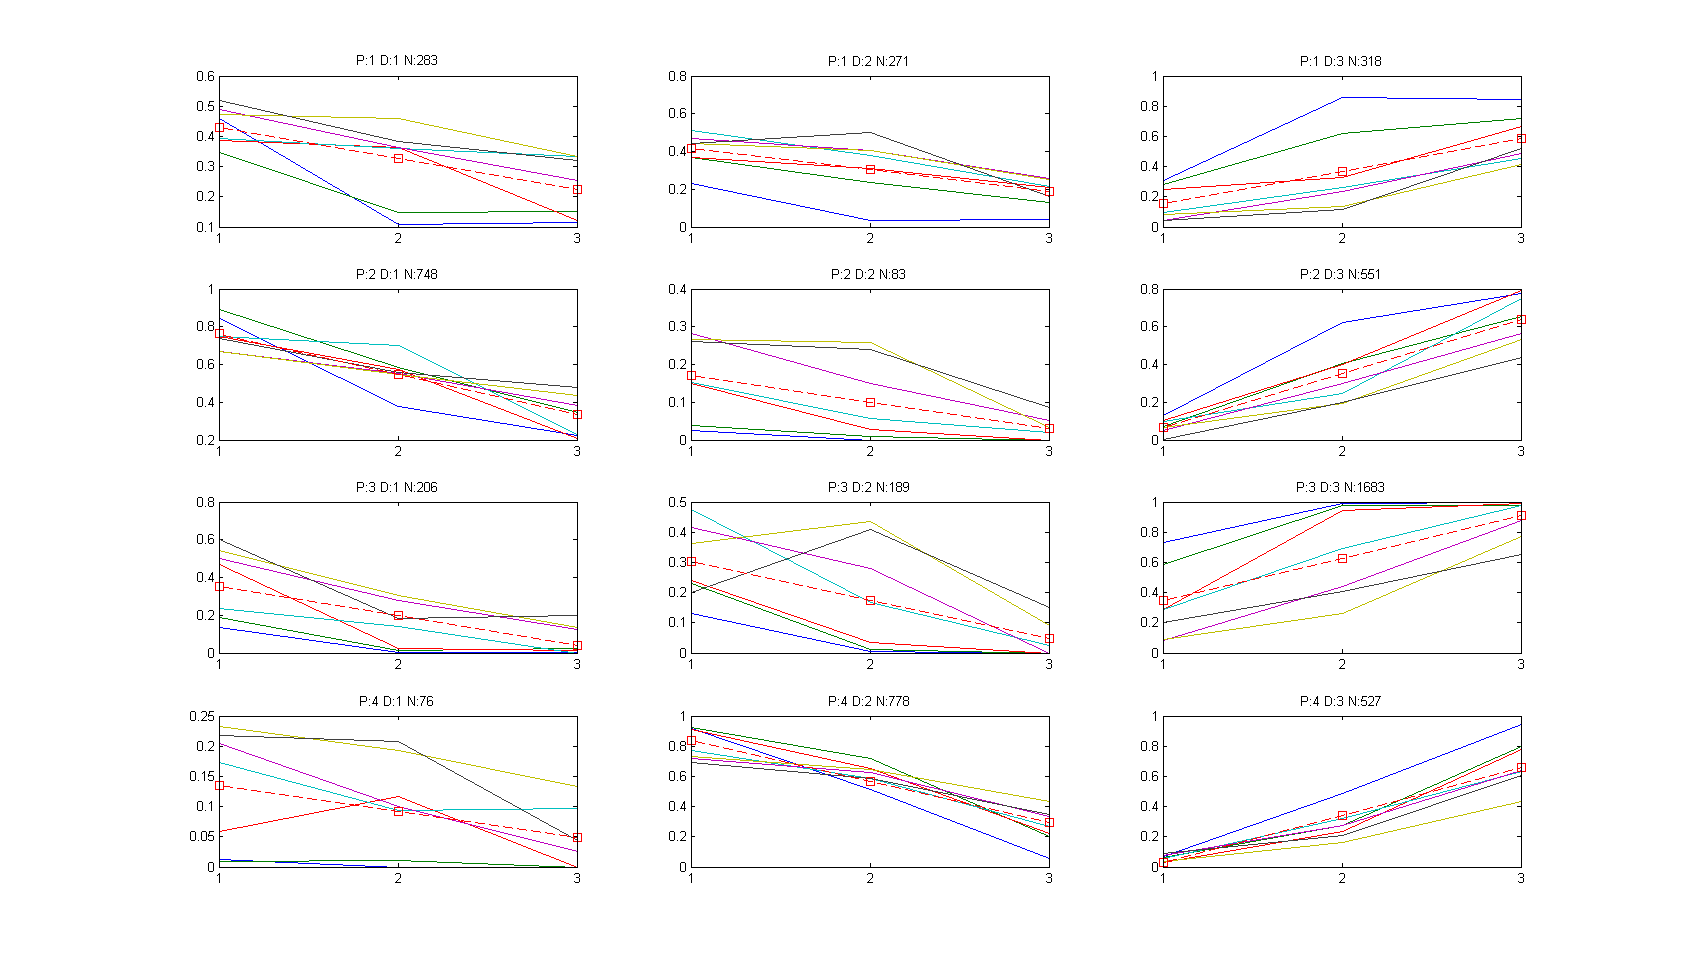 P:1 D:1 N:283
0.6
0.5
0.4
0.3
0.2
0.1
1 2 3
P:1 D:2 N:271
0.8
0.6
0.4
0.2
0
1 2 3
P:1 D:3 N:318
1
0.8
0.6
0.4
0.2
0
1 2 3
P:2 D:1 N:748
1
0.8
0.6
0.4
0.2
1 2 3
P:2 D:2 N:83
0.4
0.3
0.2
0.1
0
1 2 3
P:2 D:3 N:551
0.8
0.6
0.4
0.2
0
1 2 3
P:3 D:1 N:206
0.8
0.6
0.4
0.2
0
1 2 3
P:3 D:2 N:189
0.5
0.4
0.3
0.2
0.1
0
1 2 3
P:3 D:3 N:1683
1
0.8
0.6
0.4
0.2
0
1 2 3
P:4 D:1 N:76
0.25
0.2
0.15
0.1
0.05
0
1 2 3
P:4 D:2 N:778
1
0.8
0.6
0.4
0.2
0
1 2 3
P:4 D:3 N:527
1
0.8
0.6
0.4
0.2
0
1 2 3